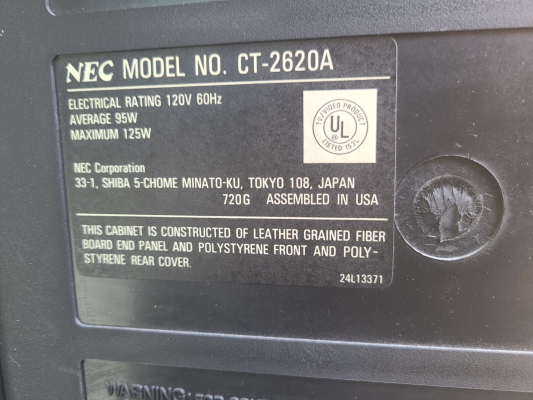 NEC MODEL NO. CT-2620A
ELECTRICAL RATING 120V 60Hz
AVERAGE 95W
MAXIMUM 125W
TV/VIDEO PRODUCT
UL
LISTED 153L
NEC Corporation
33-1, SHIBA 5-CHOME MINATO-KU, TOKYO 108, JAPAN
720G ASSEMBLED IN USA
THIS CABINET IS CONSTRUCTED OF LEATHER GRAINED FIBER
BOARD END PANEL AND POLYSTYRENE FRONT AND POLY-
STYRENE REAR COVER.
24L13371
WARNING: